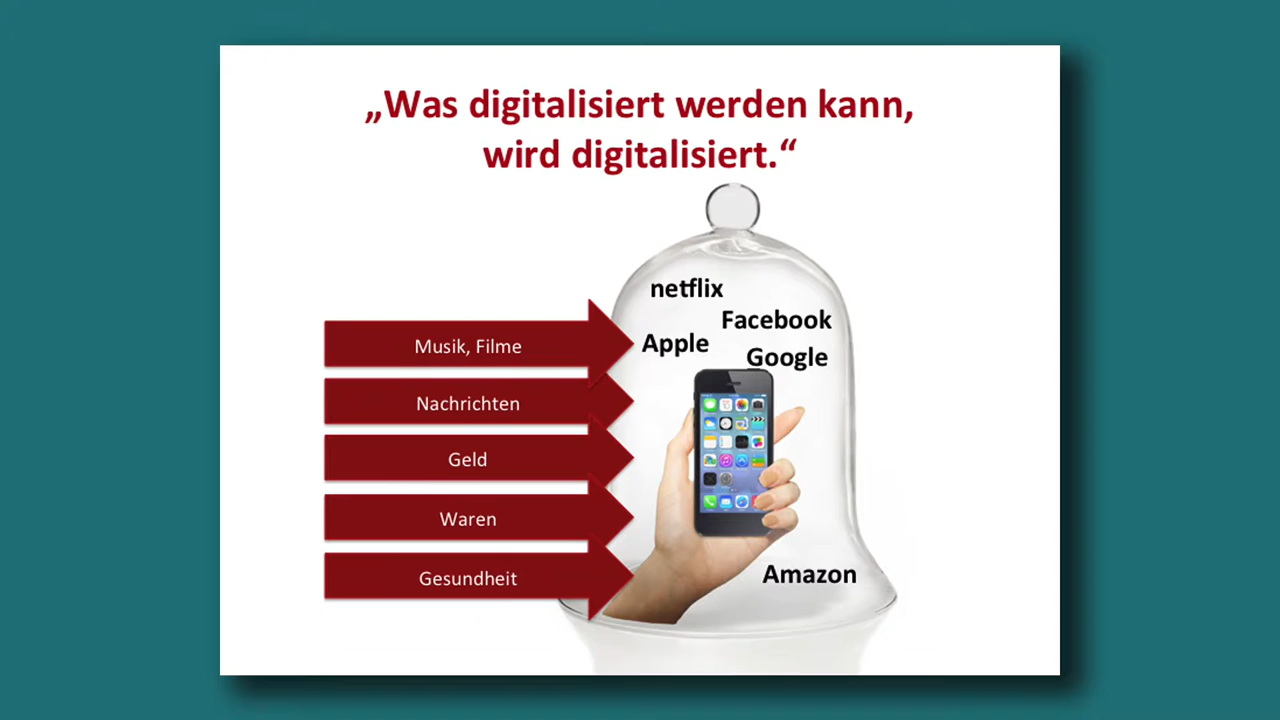 „Was digitalisiert werden kann,
wird digitalisiert.“
netflix
Facebook
Apple
Google
Musik, Filme
Nachrichten
Geld
Waren
Gesundheit
Amazon